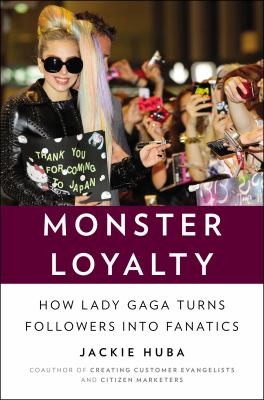 THANK YOU
FOR COMING
TO JAPAN
MONSTER
LOYALTY
HOW LADY GAGA TURNS
FOLLOWERS INTO FANATICS
JACKIE HUBA
COAUTHOR OF CREATING CUSTOMER EVANGELISTS
AND CITIZEN MARKETERS